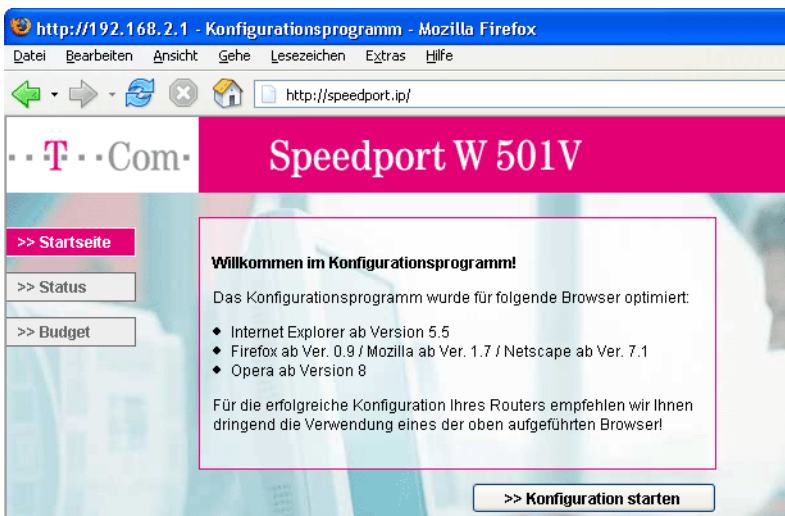 http://192.168.2.1 - Konfigurationsprogramm - Mozilla Firefox
Datei Bearbeiten Ansicht Gehe Lesezeichen Extras Hilfe
http://speedport.ip/
··T··Com·
Speedport W 501V
>> Startseite
>> Status
>> Budget
Willkommen im Konfigurationsprogramm!
Das Konfigurationsprogramm wurde für folgende Browser optimiert:
◆ Internet Explorer ab Version 5.5
◆ Firefox ab Ver. 0.9 / Mozilla ab Ver. 1.7 / Netscape ab Ver. 7.1
◆ Opera ab Version 8
Für die erfolgreiche Konfiguration Ihres Routers empfehlen wir Ihnen
dringend die Verwendung eines der oben aufgeführten Browser!
>> Konfiguration starten